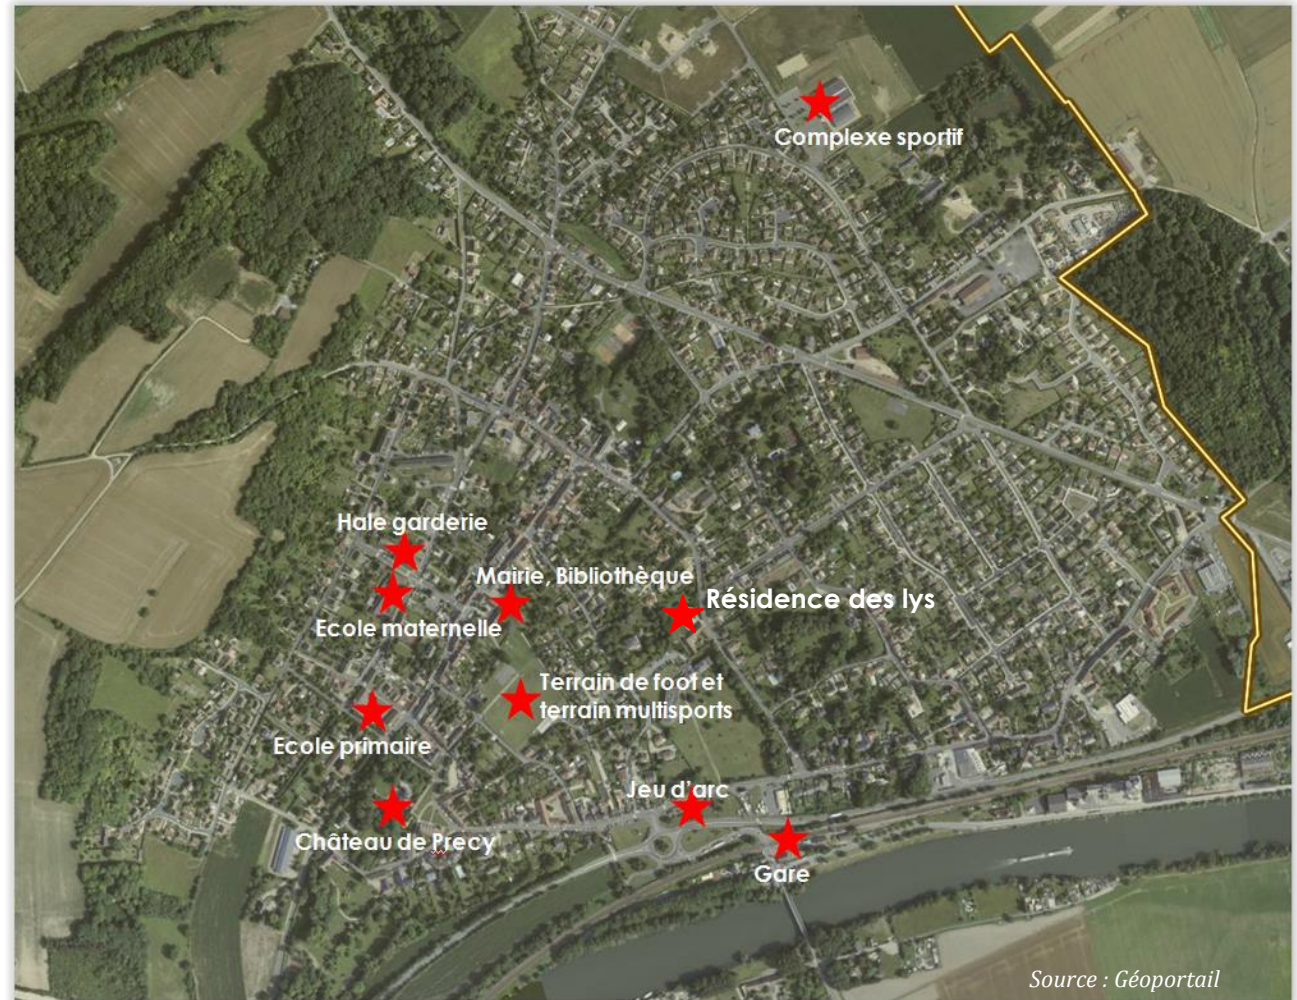 Complexe sportif
Hale garderie
Mairie, Bibliothèque
Résidence des lys
Ecole maternelle
Terrain de foot et
terrain multisports
Ecole primaire
Jeu d'arc
Château de Precy
Gare
Source : Géoportail